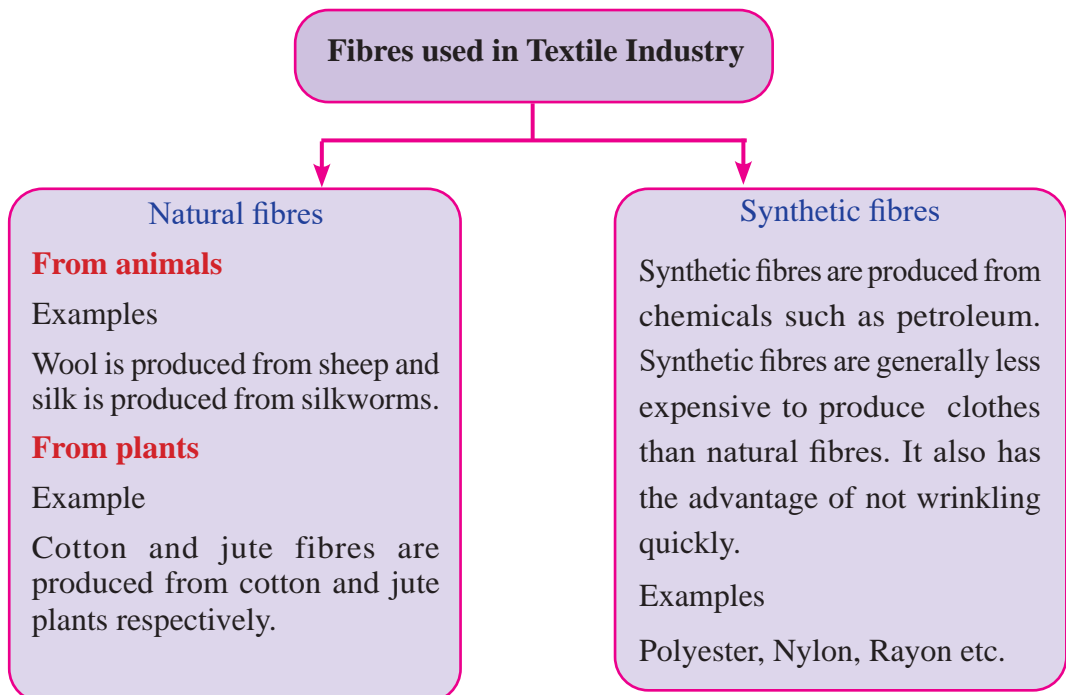 Fibres used in Textile Industry
Natural fibres
From animals
Examples
Wool is produced from sheep and
silk is produced from silkworms.
From plants
Example
Cotton and jute fibres are
produced from cotton and jute
plants respectively.
Synthetic fibres
Synthetic fibres are produced from
chemicals such as petroleum.
Synthetic fibres are generally less
expensive to produce clothes
than natural fibres. It also has
the advantage of not wrinkling
quickly.
Examples
Polyester, Nylon, Rayon etc.